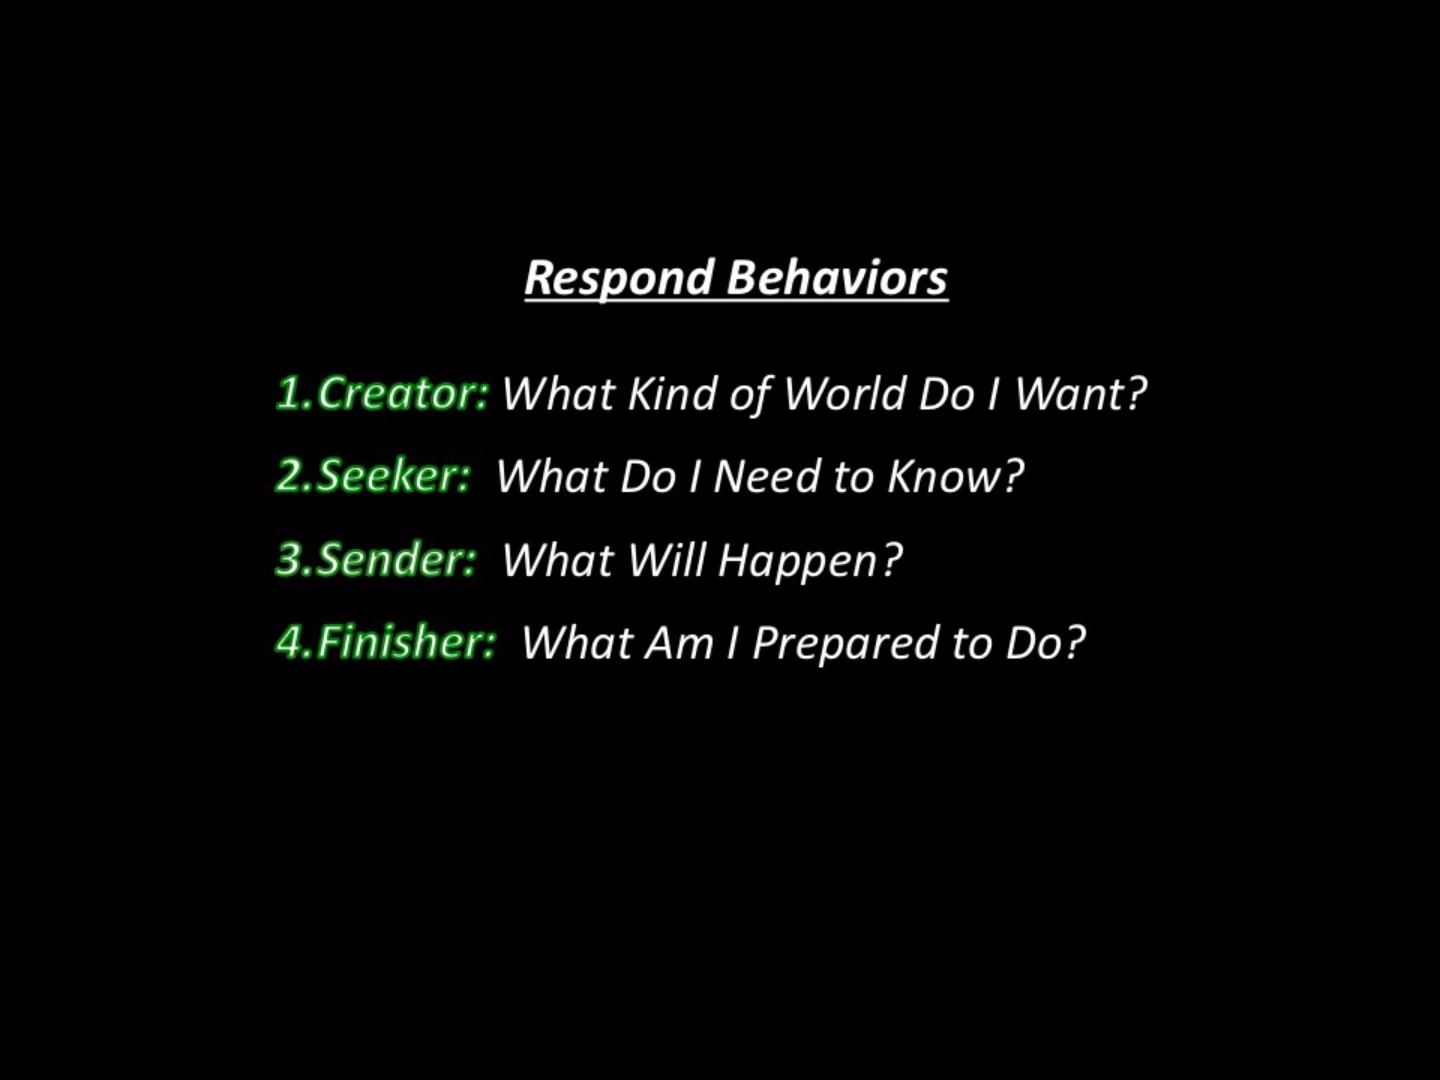 Respond Behaviors
1. Creator: What Kind of World Do I Want?
2. Seeker: What Do I Need to Know?
3. Sender: What Will Happen?
4. Finisher: What Am I Prepared to Do?